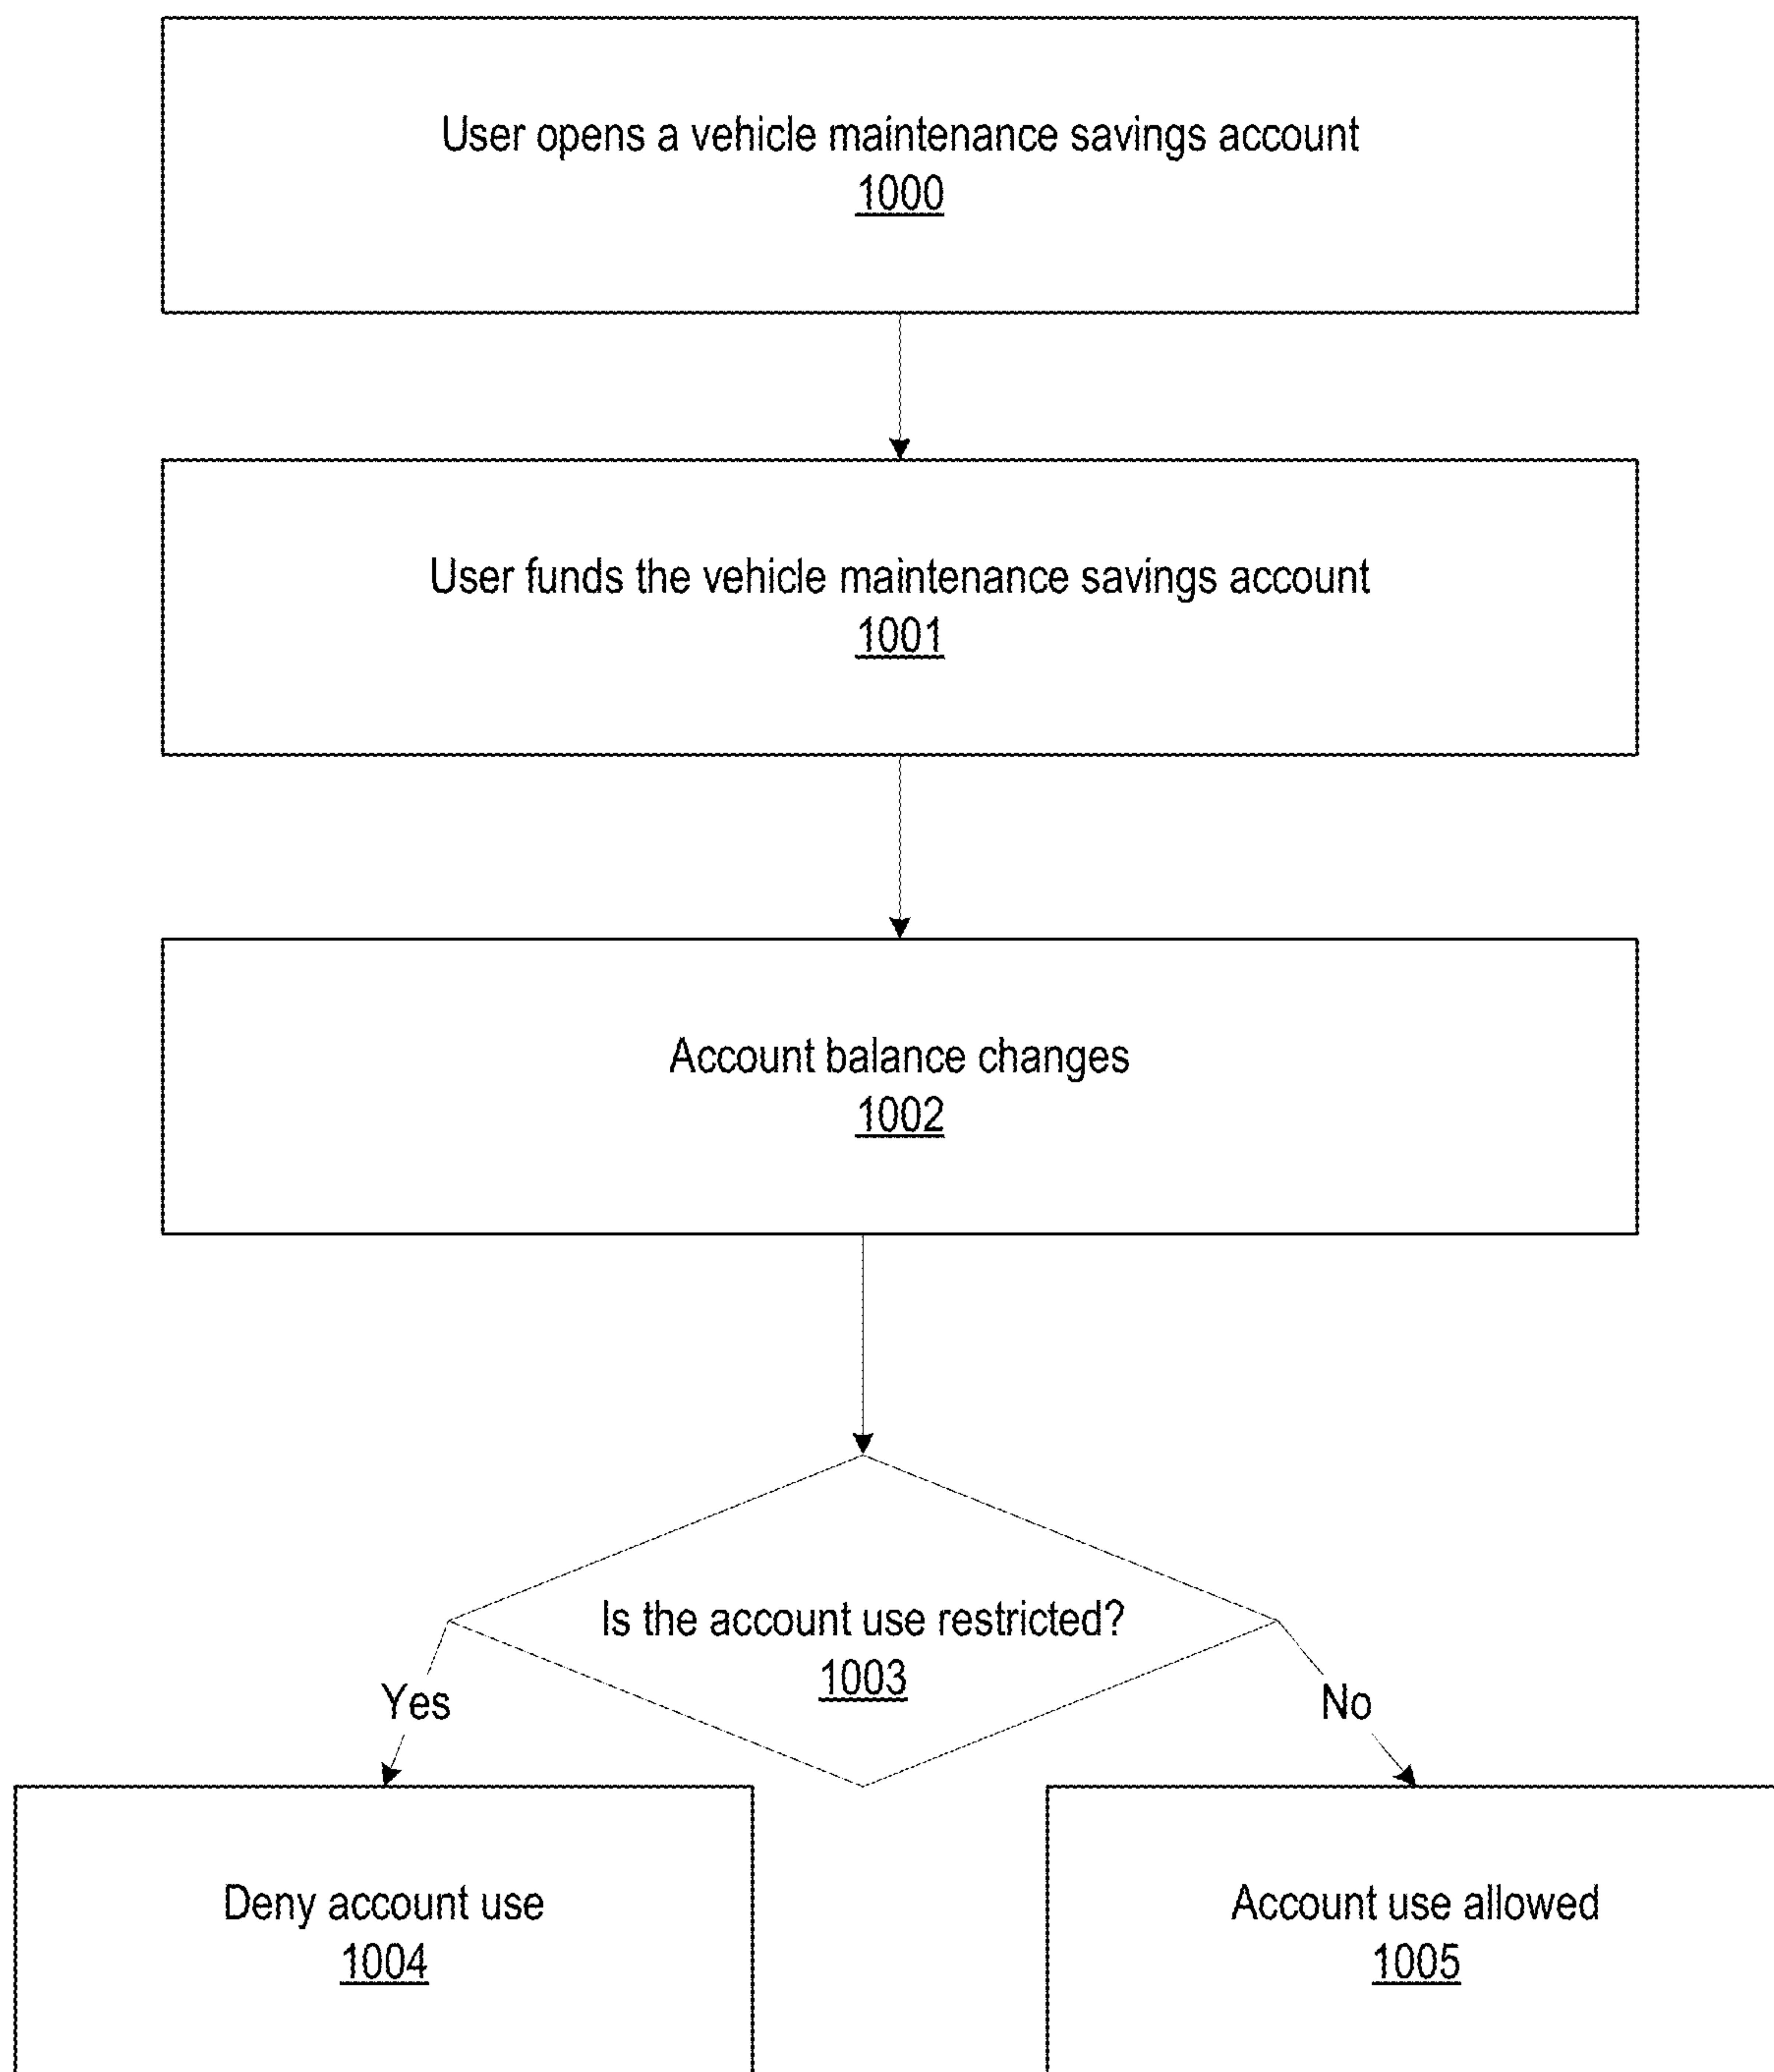 User opens a vehicle maintenance savings account
1000
User funds the vehicle maintenance savings account
1001
Account balance changes
1002
Is the account use restricted?
1003
Yes
No
Deny account use
1004
Account use allowed
1005